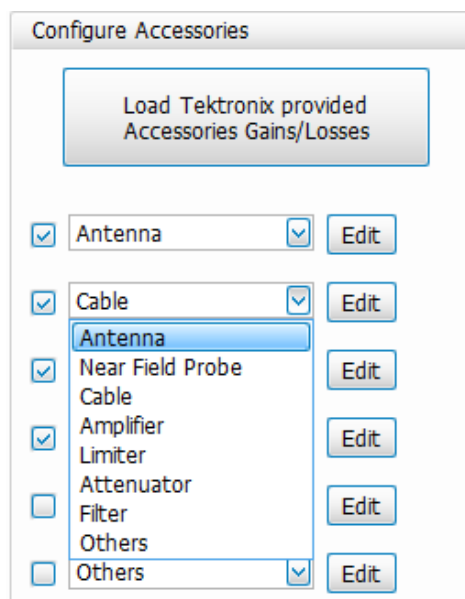 Configure Accessories
Load Tektronix provided
Accessories Gains/Losses
Antenna
Edit
Cable
Edit
Antenna
Near Field Probe
Edit
Cable
Amplifier
Edit
Limiter
Attenuator
Edit
Filter
Others
Others
Edit